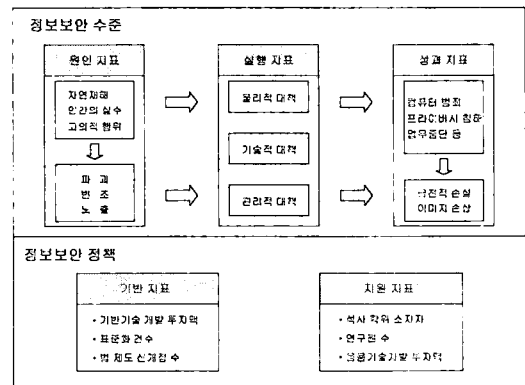 정보보안 수준
원인 지표
자연재해
인간의 실수
고의적 행위
파 괴
변 조
노 출
실행 지표
물리적 대책
기술적 대책
관리적 대책
성과 지표
컴퓨터 범죄
프라이버시 침해
업무중단 등
금전적 손실
이미지 손상
정보보안 정책
기반 지표
• 기반기술 개발 투자액
• 표준화 건수
• 법 제도 신개정 수
지원 지표
• 석사 학위 소지자
• 연구원 수
• 응용기술개발 투자액